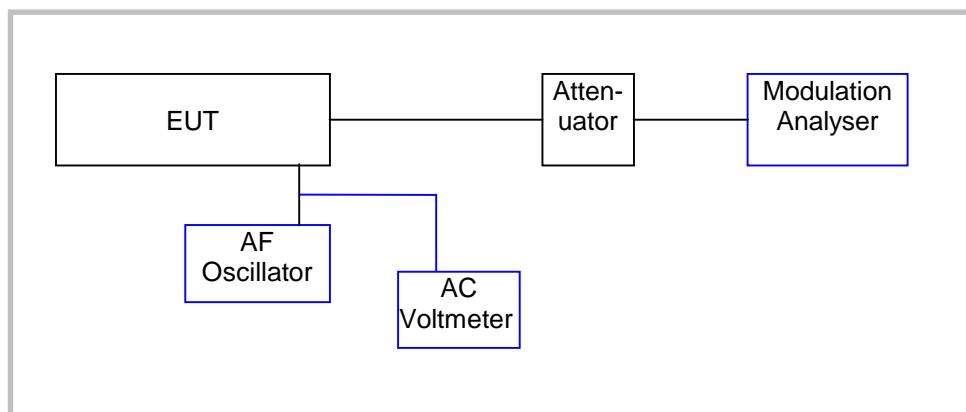 EUT
Atten-
uator
Modulation
Analyser
AF
Oscillator
AC
Voltmeter